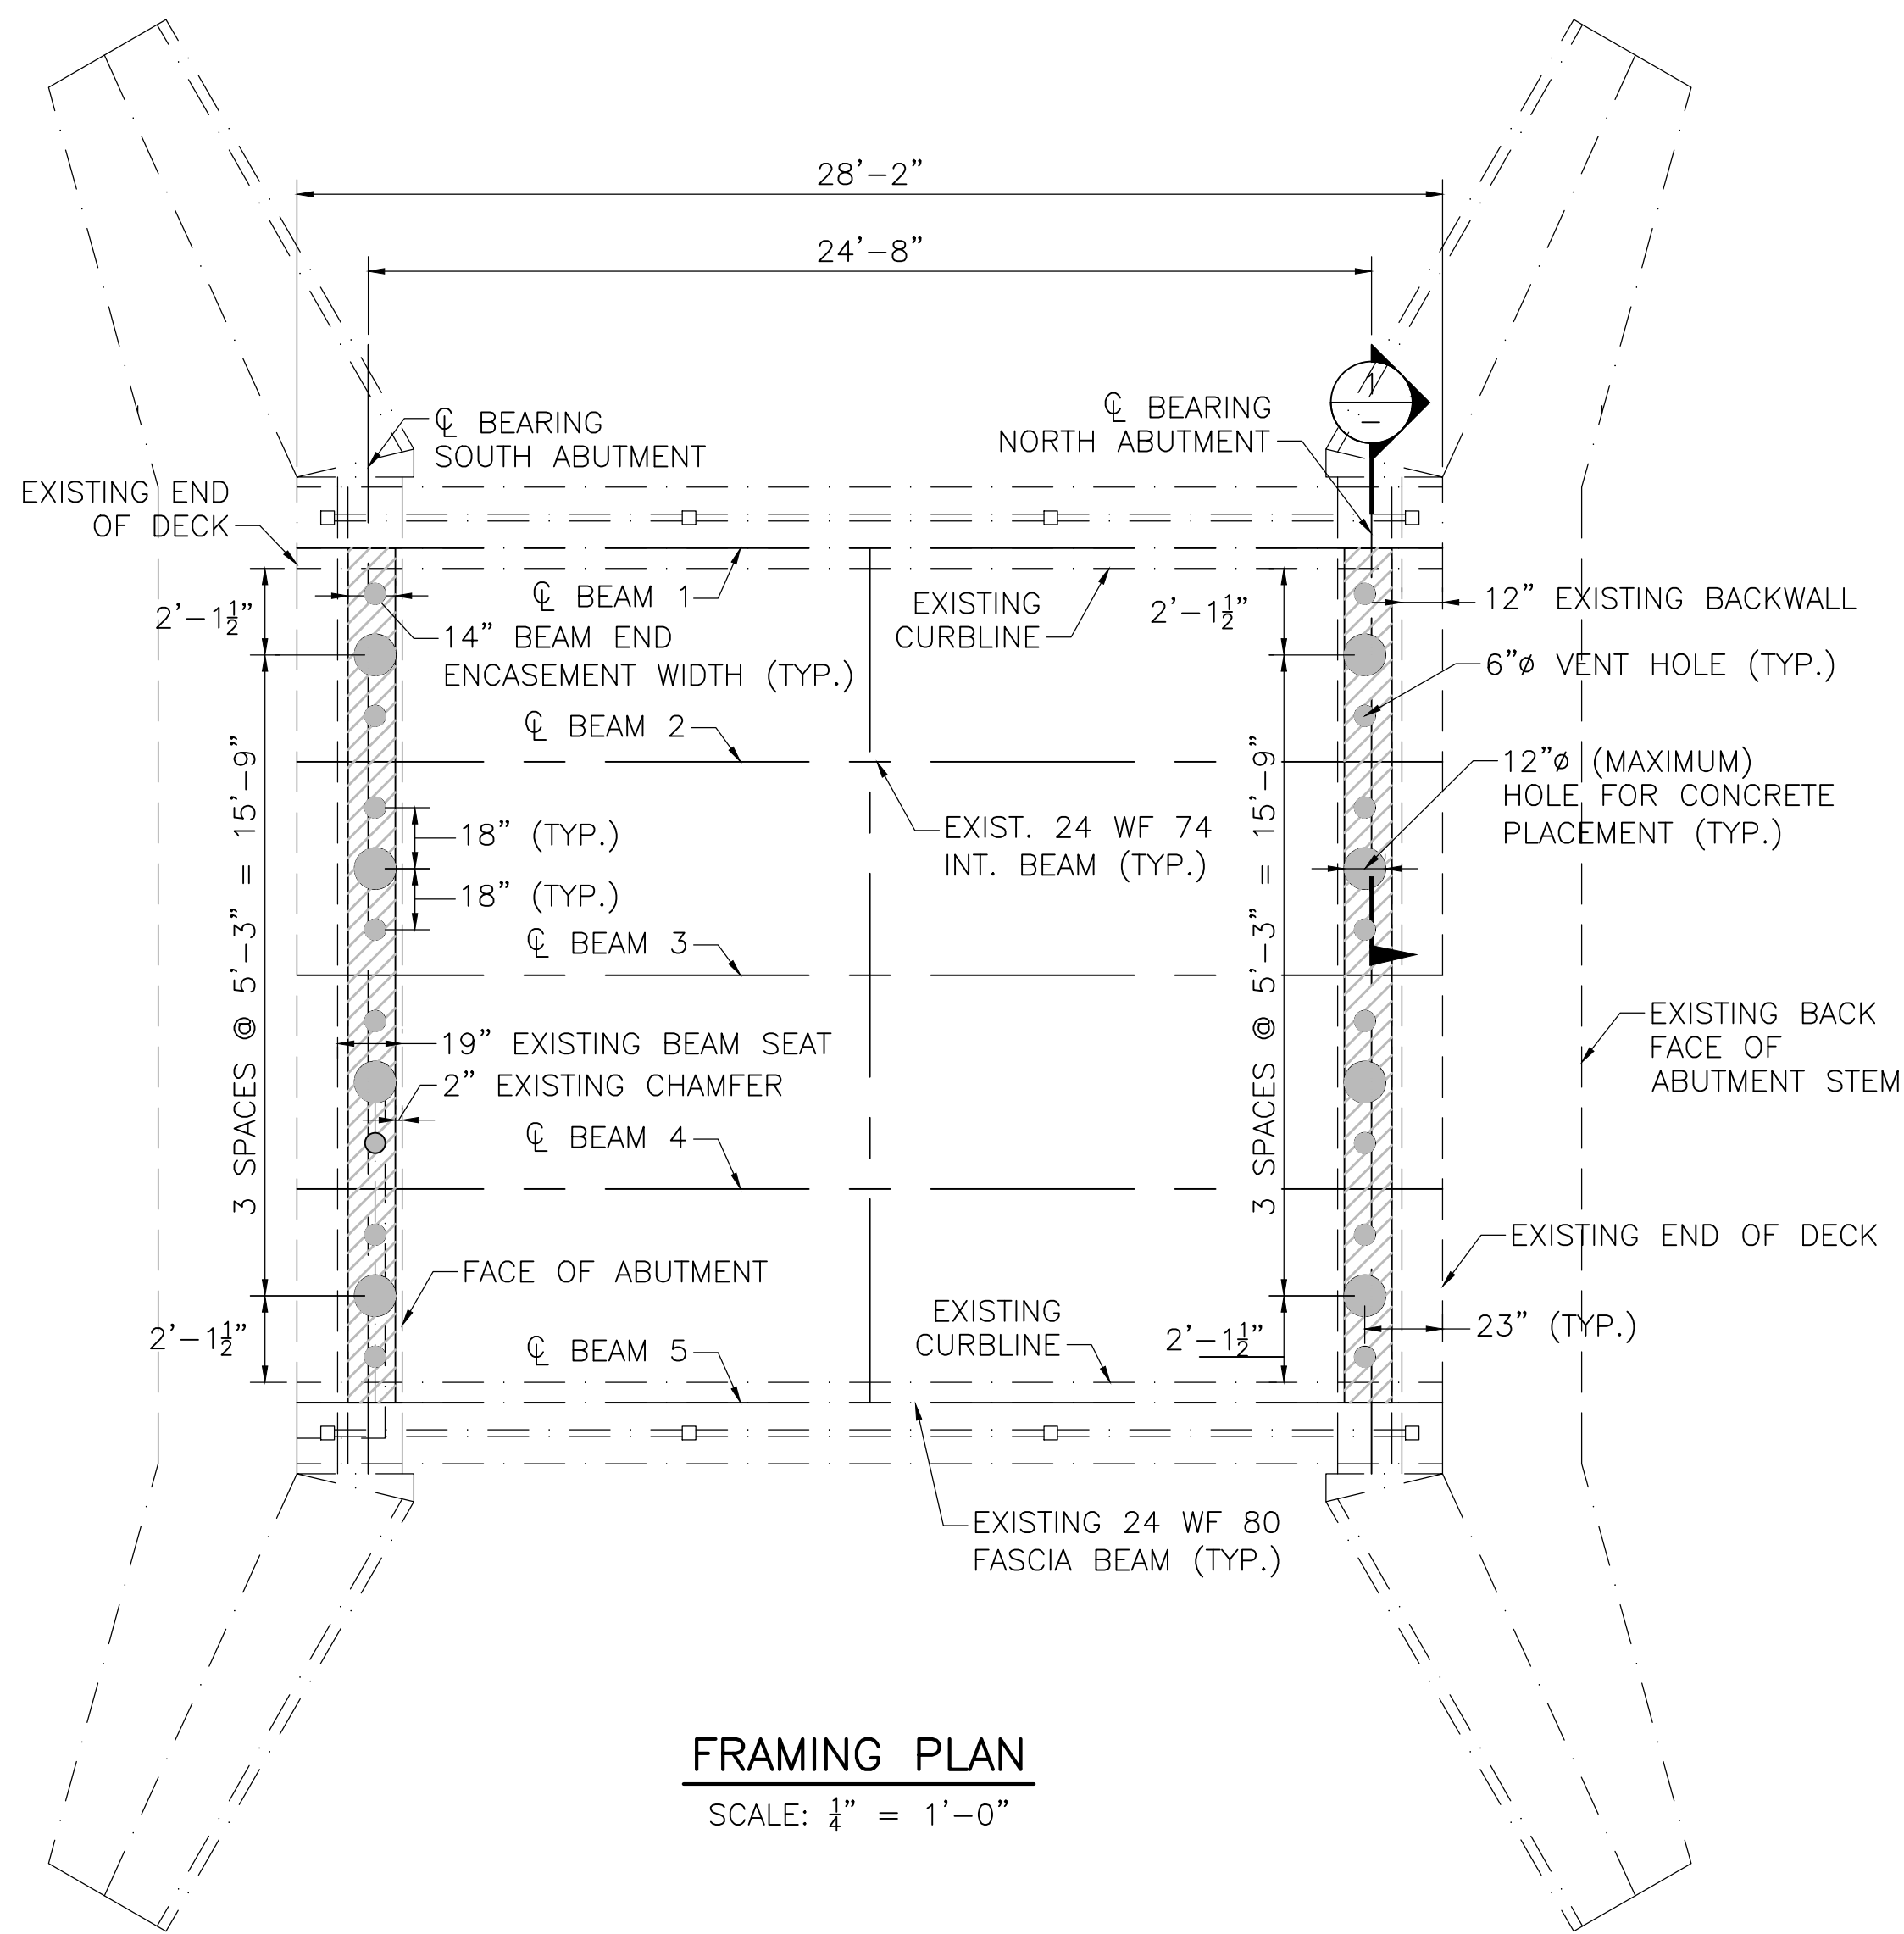 28'-2"
24'-8"
1
–
℄ BEARING
SOUTH ABUTMENT
℄ BEARING
NORTH ABUTMENT
EXISTING END
OF DECK
2'-1½"
℄ BEAM 1
14" BEAM END
ENCASEMENT WIDTH (TYP.)
EXISTING
CURBLINE
2'-1½"
12" EXISTING BACKWALL
6"ø VENT HOLE (TYP.)
℄ BEAM 2
12"ø (MAXIMUM)
HOLE FOR CONCRETE
PLACEMENT (TYP.)
3 SPACES @ 5'-3" = 15'-9"
18" (TYP.)
18" (TYP.)
EXIST. 24 WF 74
INT. BEAM (TYP.)
3 SPACES @ 5'-3" = 15'-9"
℄ BEAM 3
19" EXISTING BEAM SEAT
2" EXISTING CHAMFER
EXISTING BACK
FACE OF
ABUTMENT STEM
℄ BEAM 4
EXISTING END OF DECK
FACE OF ABUTMENT
2'-1½"
℄ BEAM 5
EXISTING
CURBLINE
2'-1½"
23" (TYP.)
EXISTING 24 WF 80
FASCIA BEAM (TYP.)
FRAMING PLAN
SCALE: ¼" = 1'-0"